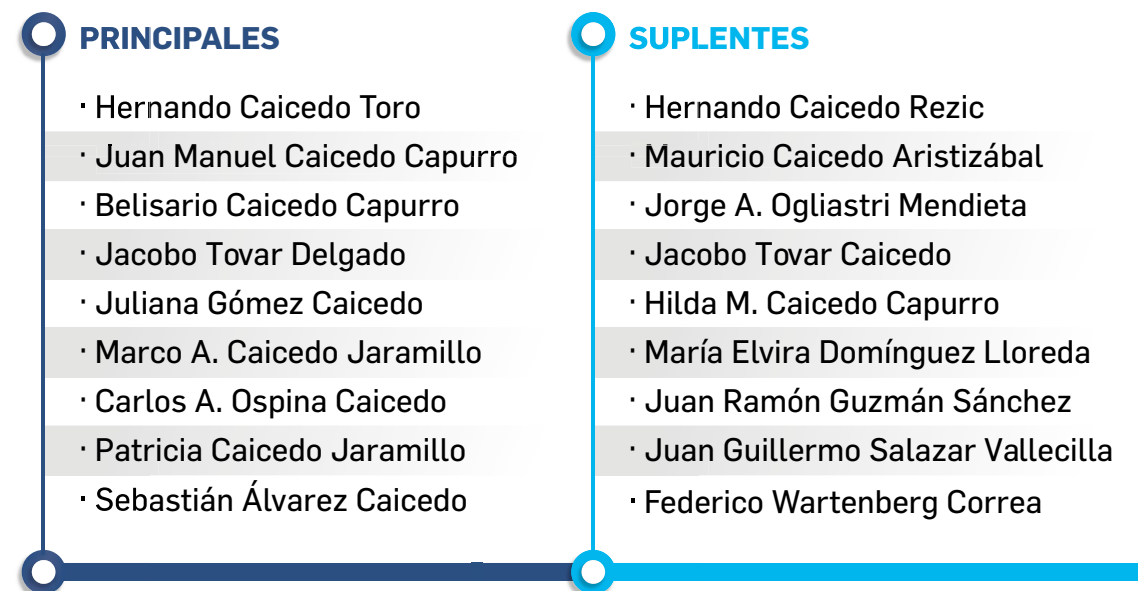 PRINCIPALES
· Hernando Caicedo Toro
· Juan Manuel Caicedo Capurro
· Belisario Caicedo Capurro
· Jacobo Tovar Delgado
· Juliana Gómez Caicedo
· Marco A. Caicedo Jaramillo
· Carlos A. Ospina Caicedo
· Patricia Caicedo Jaramillo
· Sebastián Álvarez Caicedo
SUPLENTES
· Hernando Caicedo Rezic
· Mauricio Caicedo Aristizábal
· Jorge A. Ogliastri Mendieta
· Jacobo Tovar Caicedo
· Hilda M. Caicedo Capurro
· María Elvira Domínguez Lloreda
· Juan Ramón Guzmán Sánchez
· Juan Guillermo Salazar Vallecilla
· Federico Wartenberg Correa